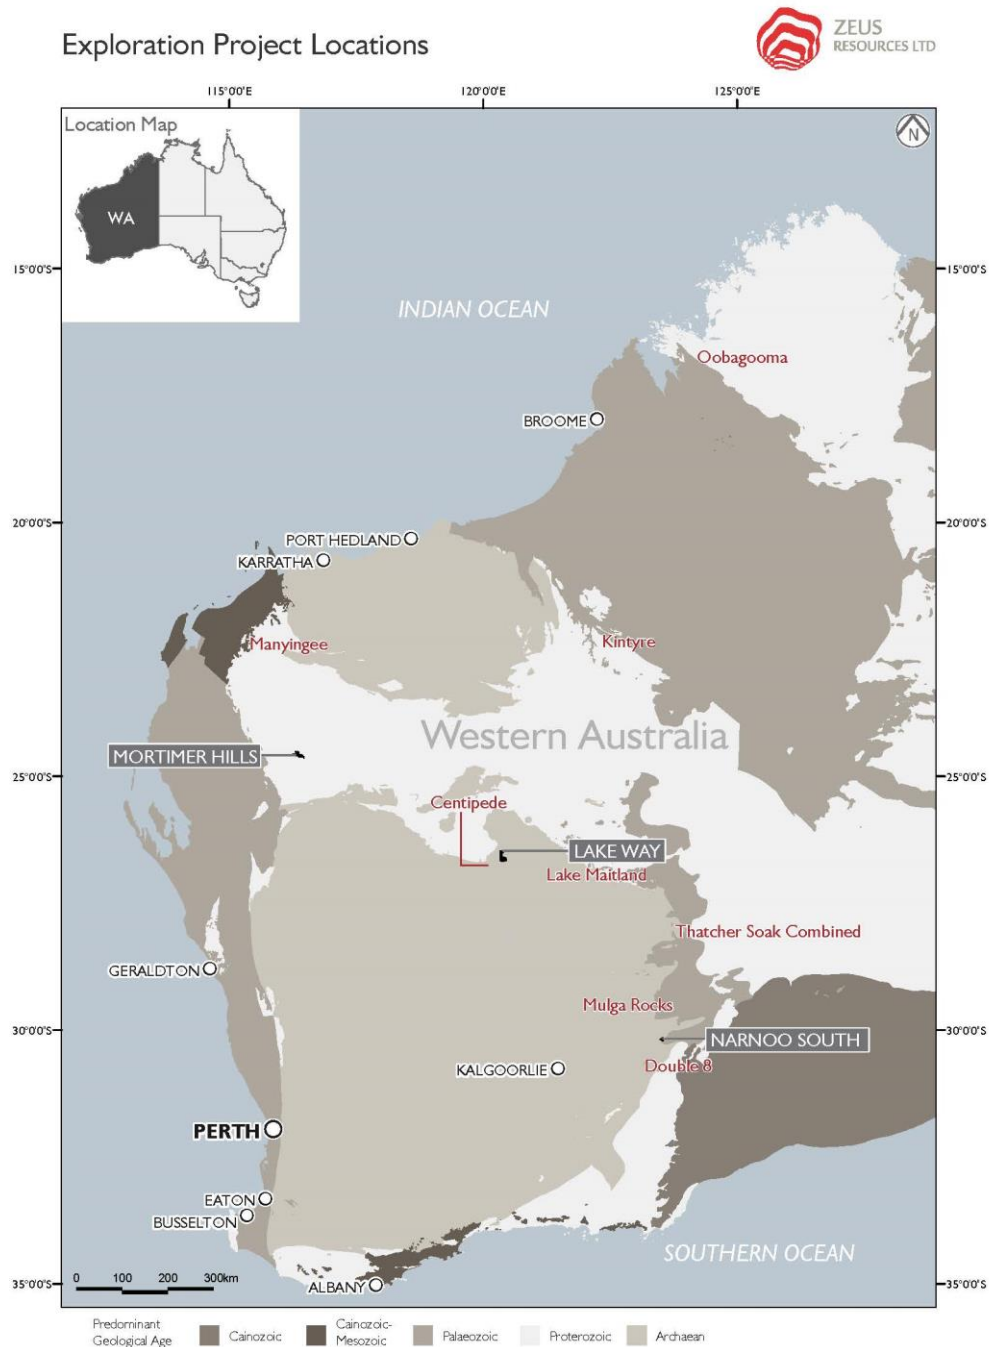 Exploration Project Locations
ZEUS
RESOURCES LTD
115°0'0"E
120°0'0"E
125°0'0"E
Location Map
WA
N
15°0'0"S
15°0'0"S
INDIAN OCEAN
Oobagooma
BROOME
20°0'0"S
20°0'0"S
PORT HEDLAND
KARRATHA
Manyingee
Kintyre
Western Australia
MORTIMER HILLS
25°0'0"S
25°0'0"S
Centipede
LAKE WAY
Lake Maitland
Thatcher Soak Combined
GERALDTON
Mulga Rocks
30°0'0"S
30°0'0"S
NARNOO SOUTH
Double 8
KALGOORLIE
PERTH
EATON
BUSSELTON
SOUTHERN OCEAN
0 100 200 300km
35°0'0"S
35°0'0"S
ALBANY
Predominant
Geological Age
Cainozoic
Cainozoic-
Mesozoic
Palaeozoic
Proterozoic
Archaean